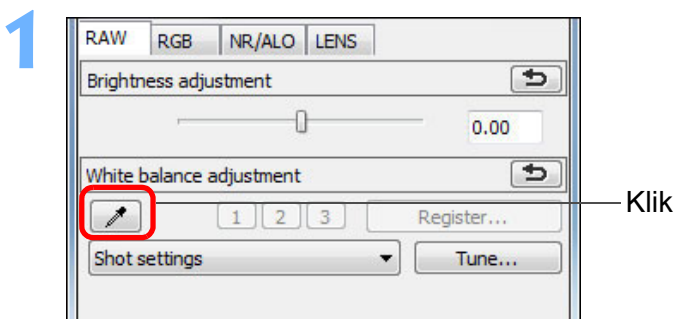 1
RAW RGB NR/ALO LENS
Brightness adjustment
0.00
White balance adjustment
Klik
1 2 3 Register...
Shot settings Tune...